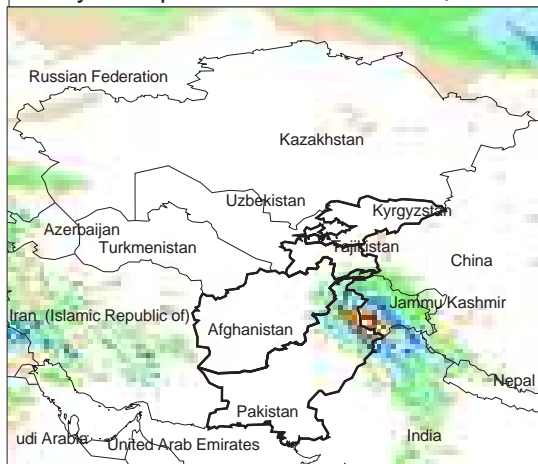 Russian Federation
Kazakhstan
Uzbekistan
Kyrgyzstan
Azerbaijan
Turkmenistan
Tajikistan
China
Jammu Kashmir
Iran (Islamic Republic of)
Afghanistan
Nepal
Pakistan
udi Arabia
United Arab Emirates
India